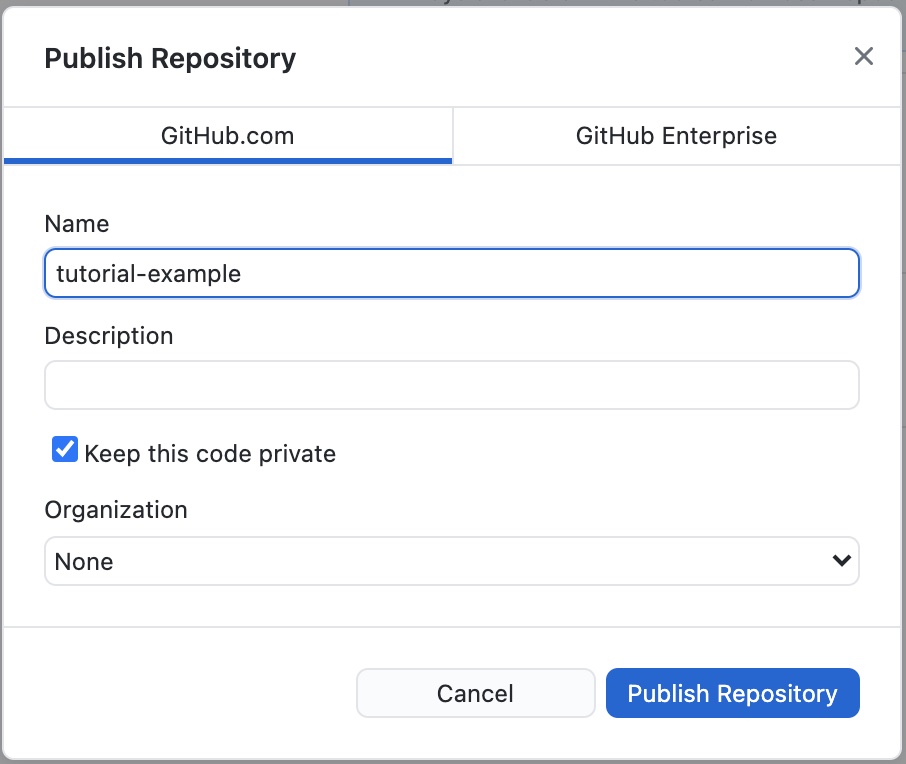 Publish Repository
GitHub.com
GitHub Enterprise
Name
tutorial-example
Description
Keep this code private
Organization
None
Cancel
Publish Repository